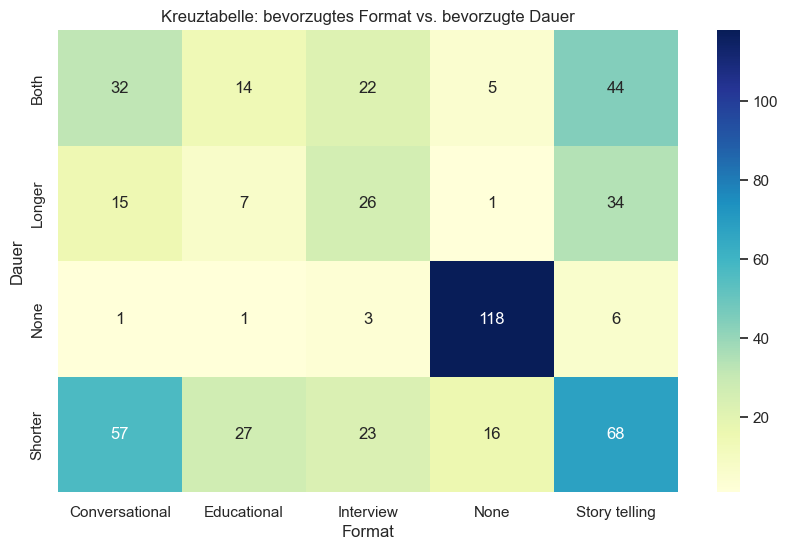 Kreuztabelle: bevorzugtes Format vs. bevorzugte Dauer
Both 32 14 22 5 44
Longer 15 7 26 1 34
None 1 1 3 118 6
Shorter 57 27 23 16 68
Dauer
Conversational Educational Interview None Story telling
Format
100
80
60
40
20